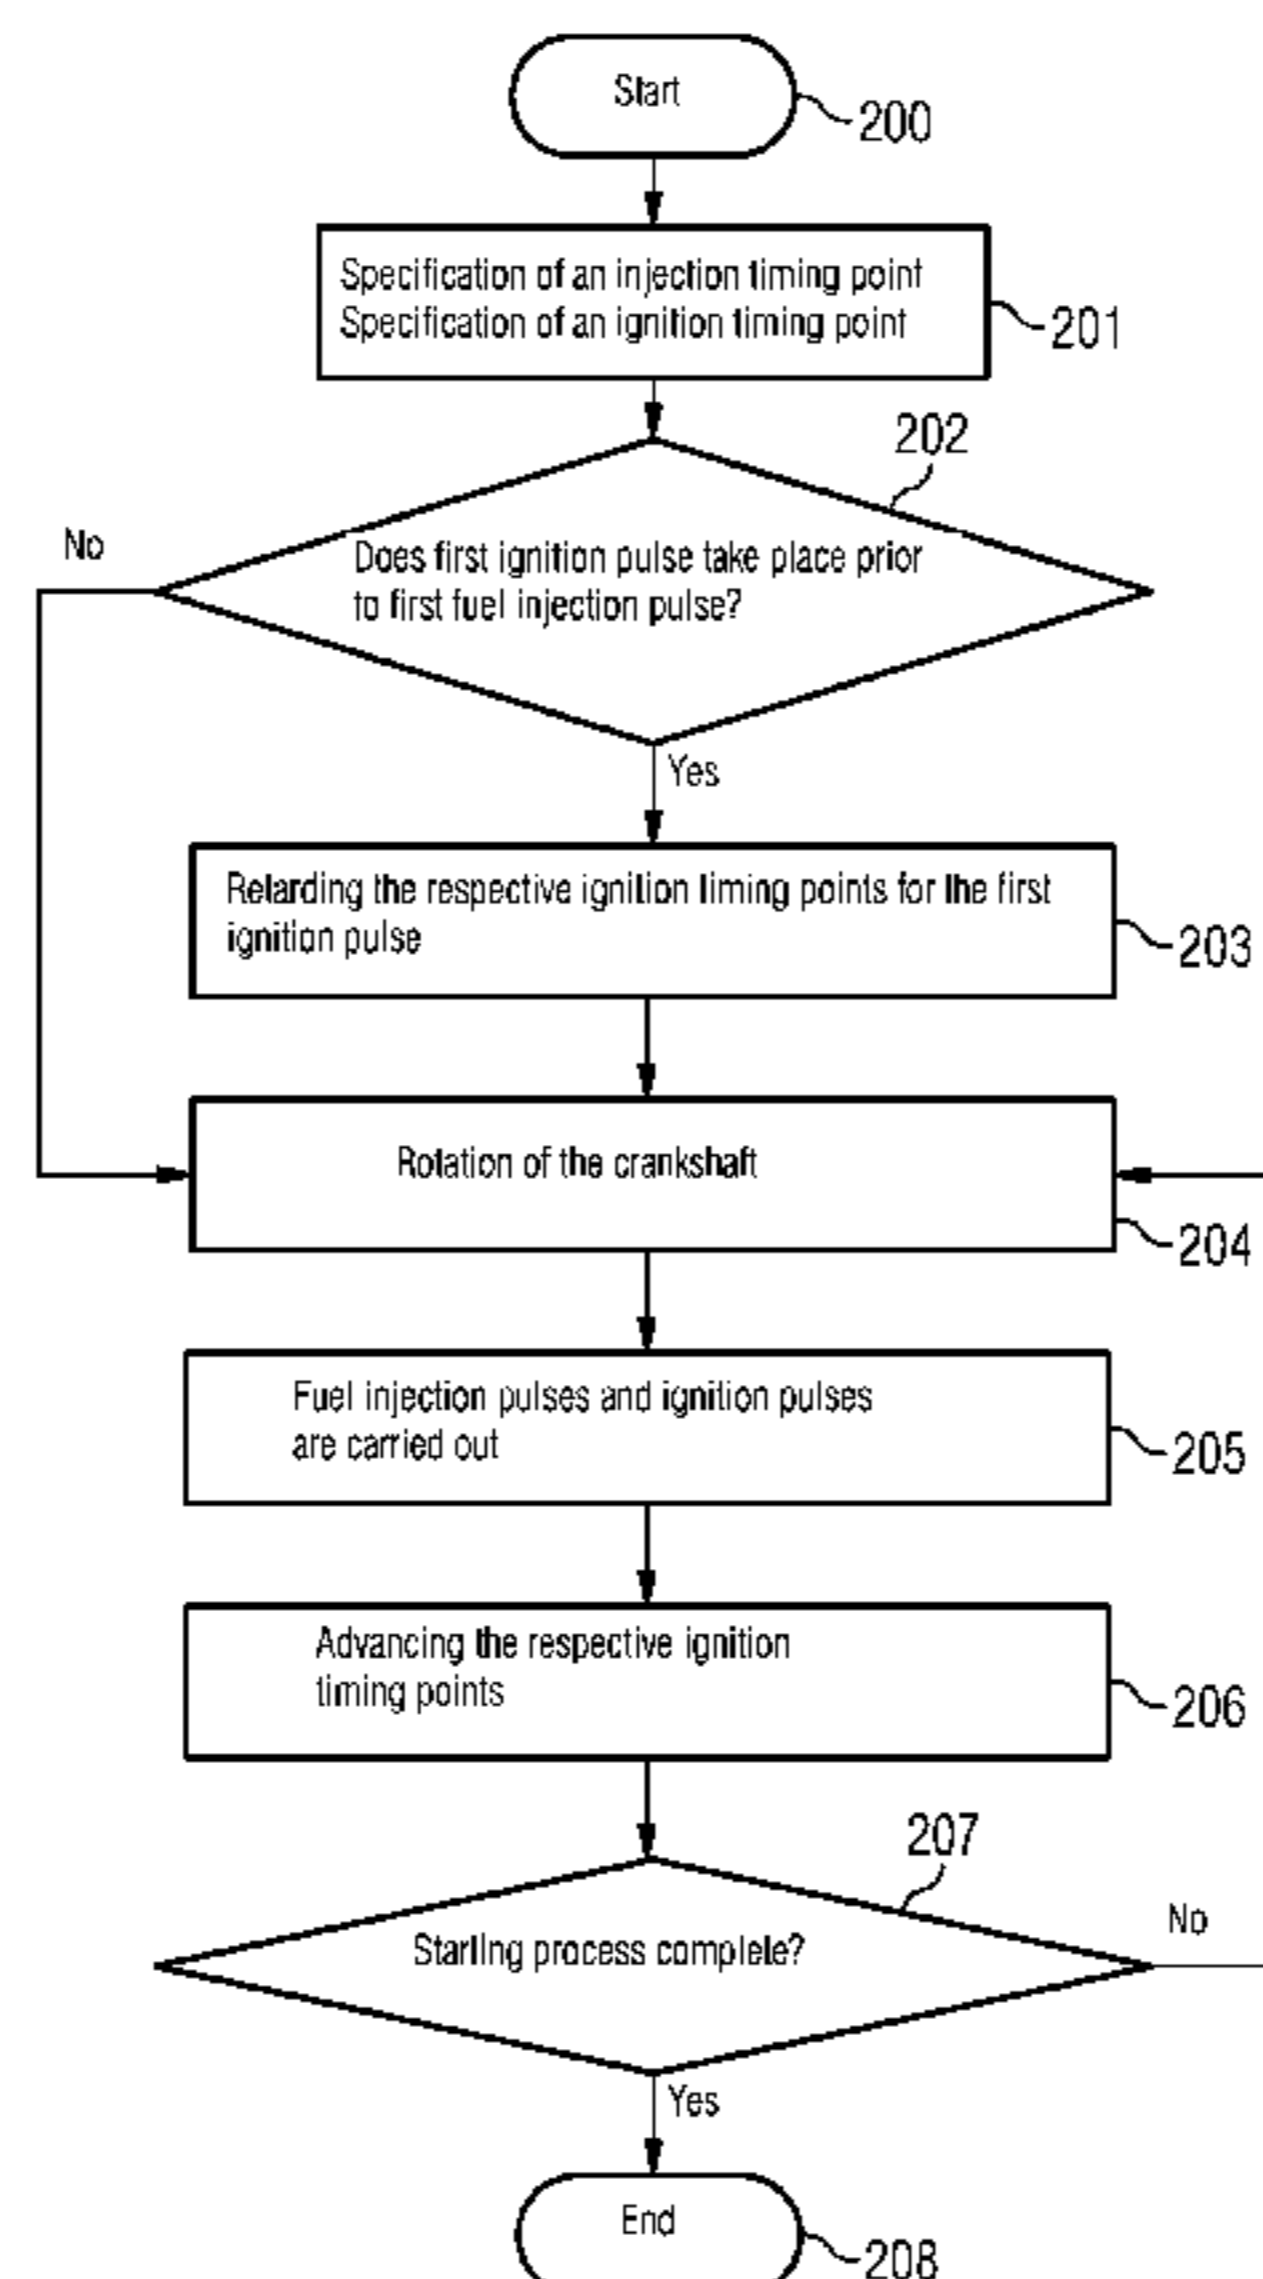 Start
200
Specification of an injection timing point
Specification of an ignition timing point
201
202
No
Does first ignition pulse take place prior
to first fuel injection pulse?
Yes
Retarding the respective ignition timing points for the first
ignition pulse
203
Rotation of the crankshaft
204
Fuel injection pulses and ignition pulses
are carried out
205
Advancing the respective ignition
timing points
206
207
No
Starting process complete?
Yes
End
208